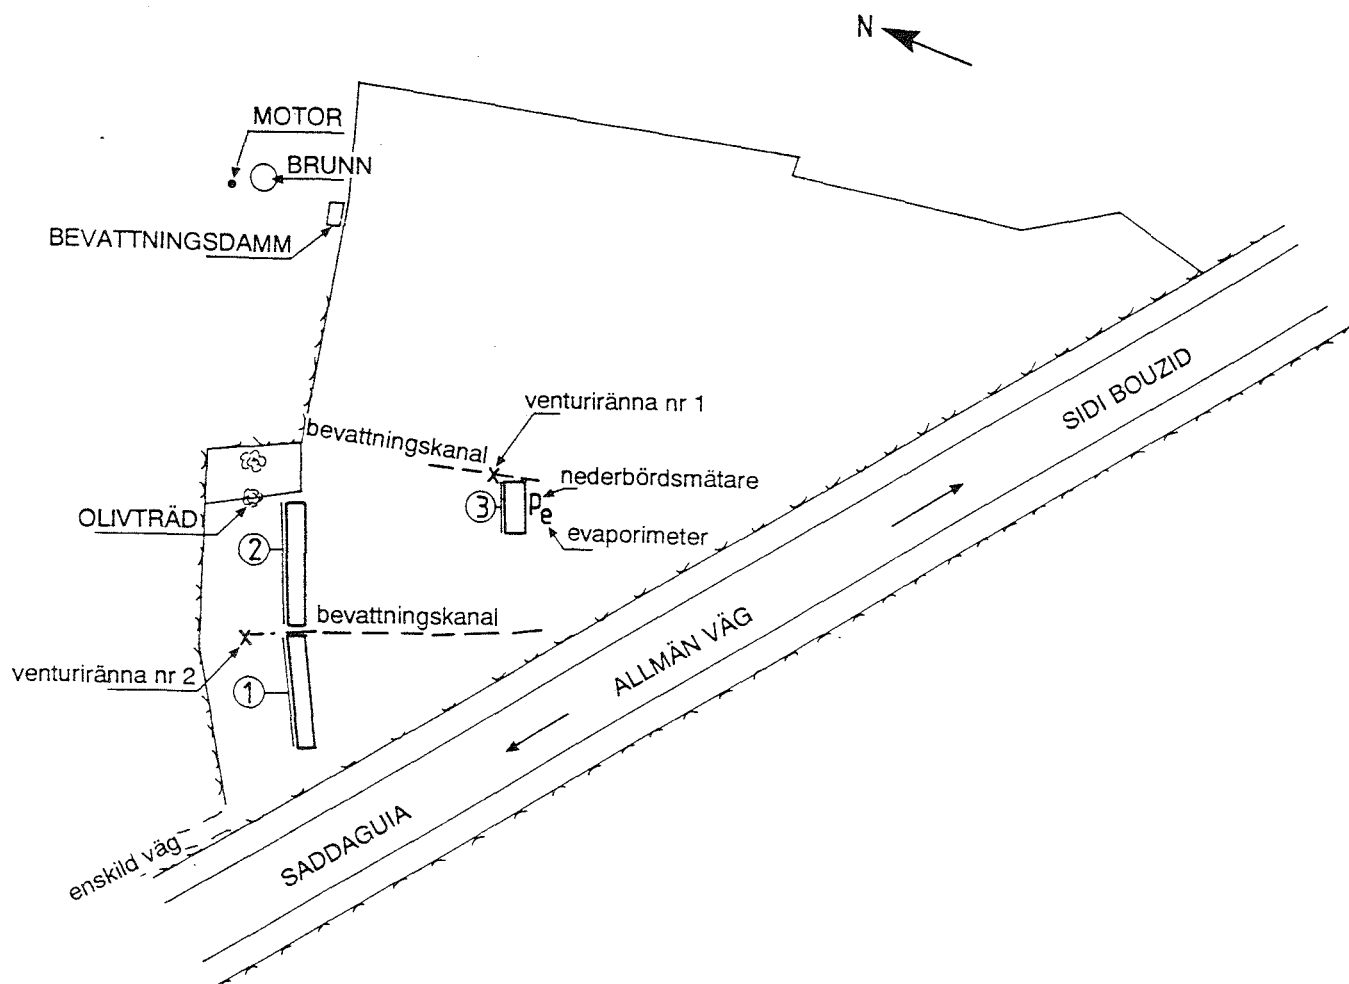 N
MOTOR
BRUNN
BEVATTNINGSDAMM
SIDI BOUZID
venturiränna nr 1
bevattningskanal
nederbördsmätare
3
P
e
evaporimeter
OLIVTRÄD
2
bevattningskanal
venturiränna nr 2
1
ALLMÄN VÄG
SADDAGUIA
enskild väg